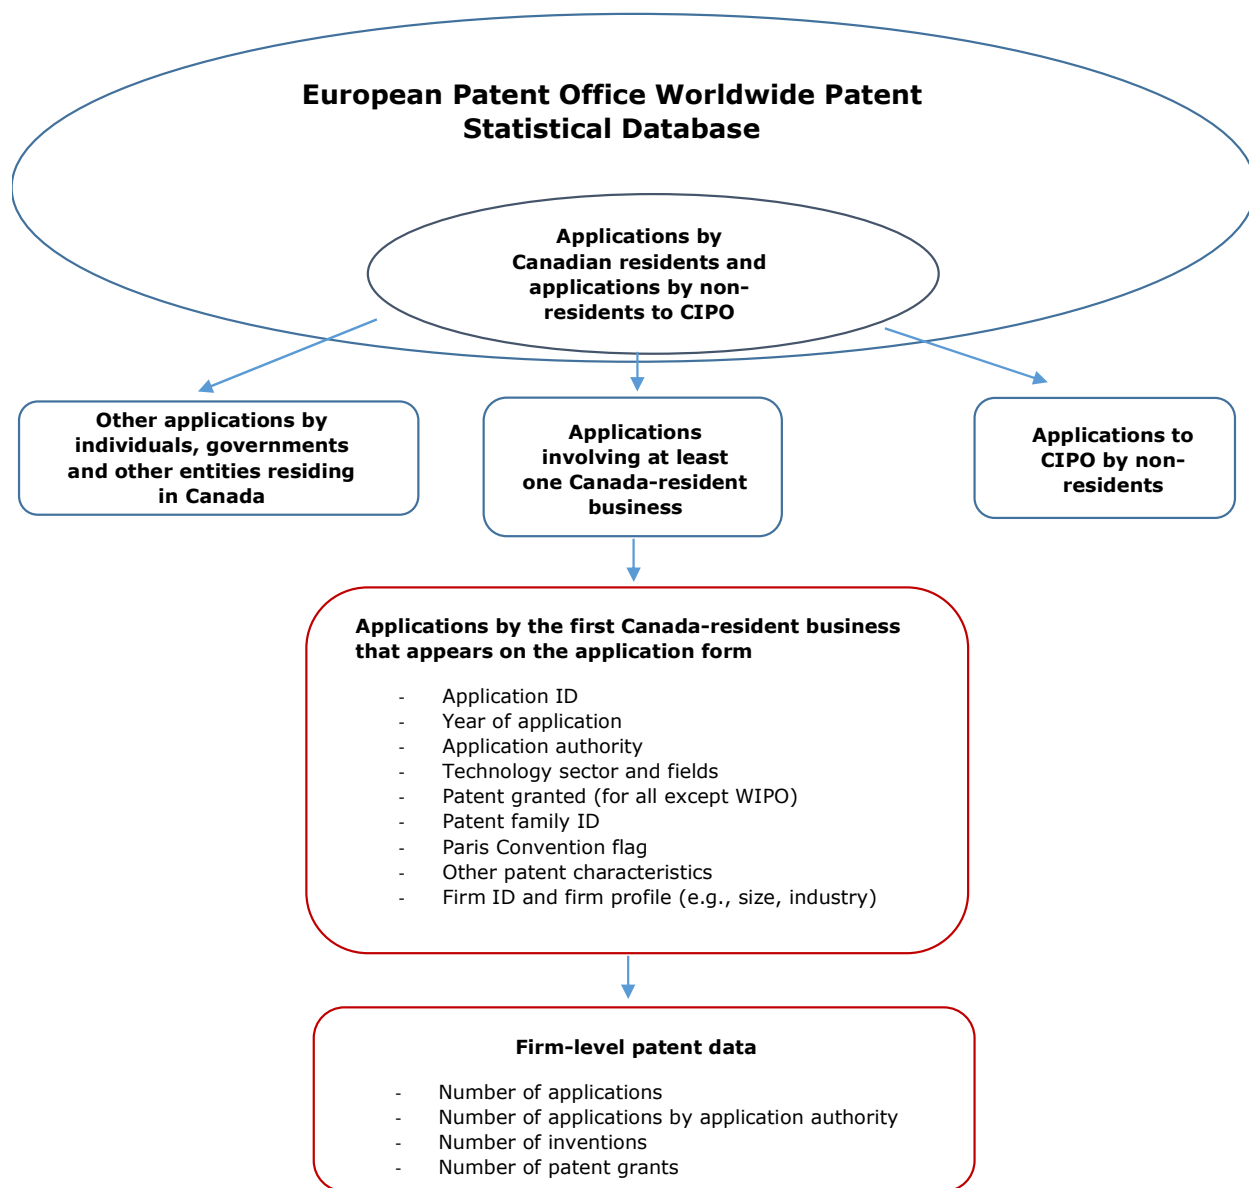 European Patent Office Worldwide Patent
Statistical Database
Applications by
Canadian residents and
applications by non-
residents to CIPO
Other applications by
individuals, governments
and other entities residing
in Canada
Applications
involving at least
one Canada-resident
business
Applications to
CIPO by non-
residents
Applications by the first Canada-resident business
that appears on the application form
- Application ID
- Year of application
- Application authority
- Technology sector and fields
- Patent granted (for all except WIPO)
- Patent family ID
- Paris Convention flag
- Other patent characteristics
- Firm ID and firm profile (e.g., size, industry)
Firm-level patent data
- Number of applications
- Number of applications by application authority
- Number of inventions
- Number of patent grants